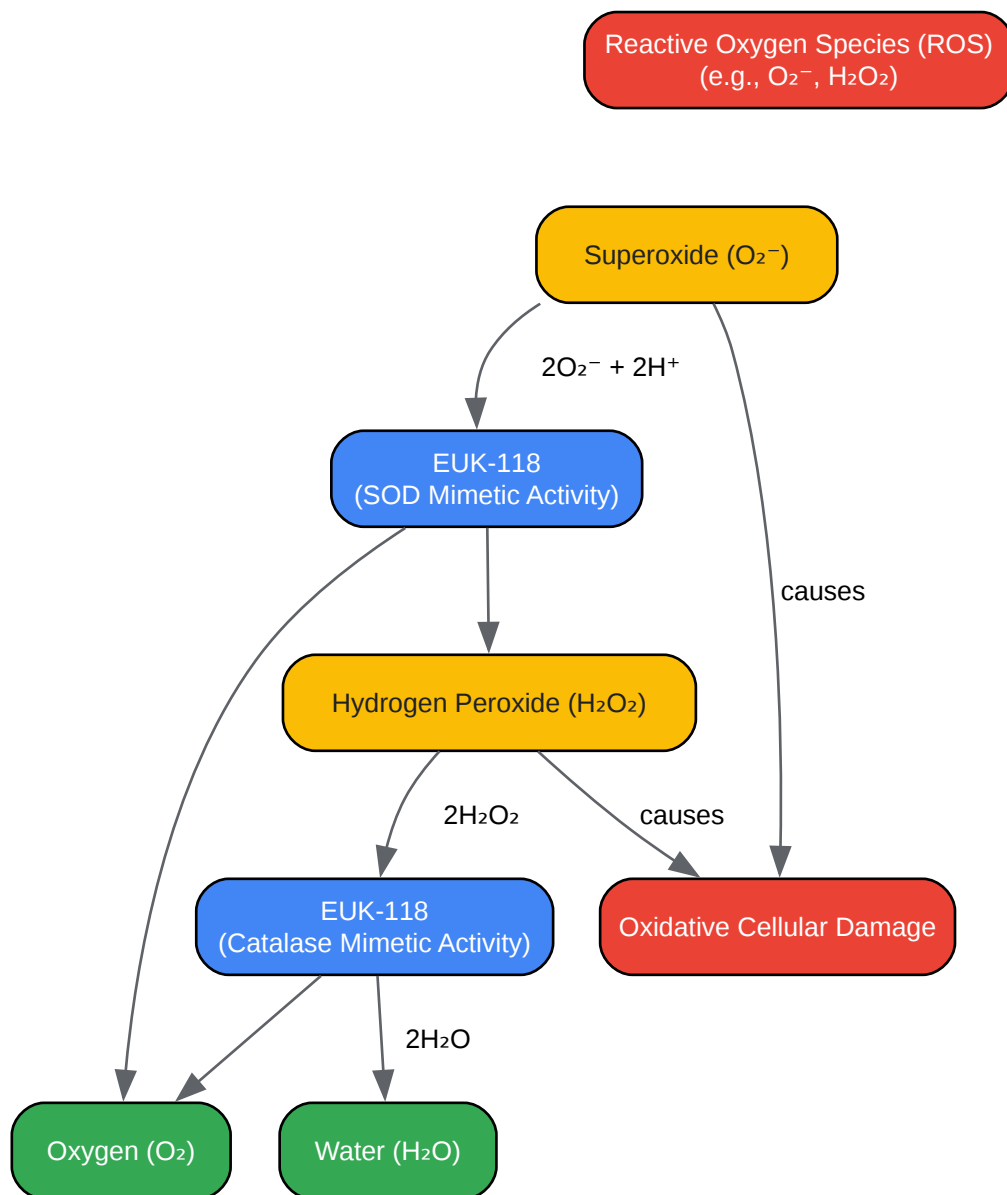 Reactive Oxygen Species (ROS)
(e.g., O₂⁻, H₂O₂)
Superoxide (O₂⁻)
2O₂⁻ + 2H⁺
EUK-118
(SOD Mimetic Activity)
causes
Hydrogen Peroxide (H₂O₂)
2H₂O₂
causes
EUK-118
(Catalase Mimetic Activity)
Oxidative Cellular Damage
2H₂O
Oxygen (O₂)
Water (H₂O)